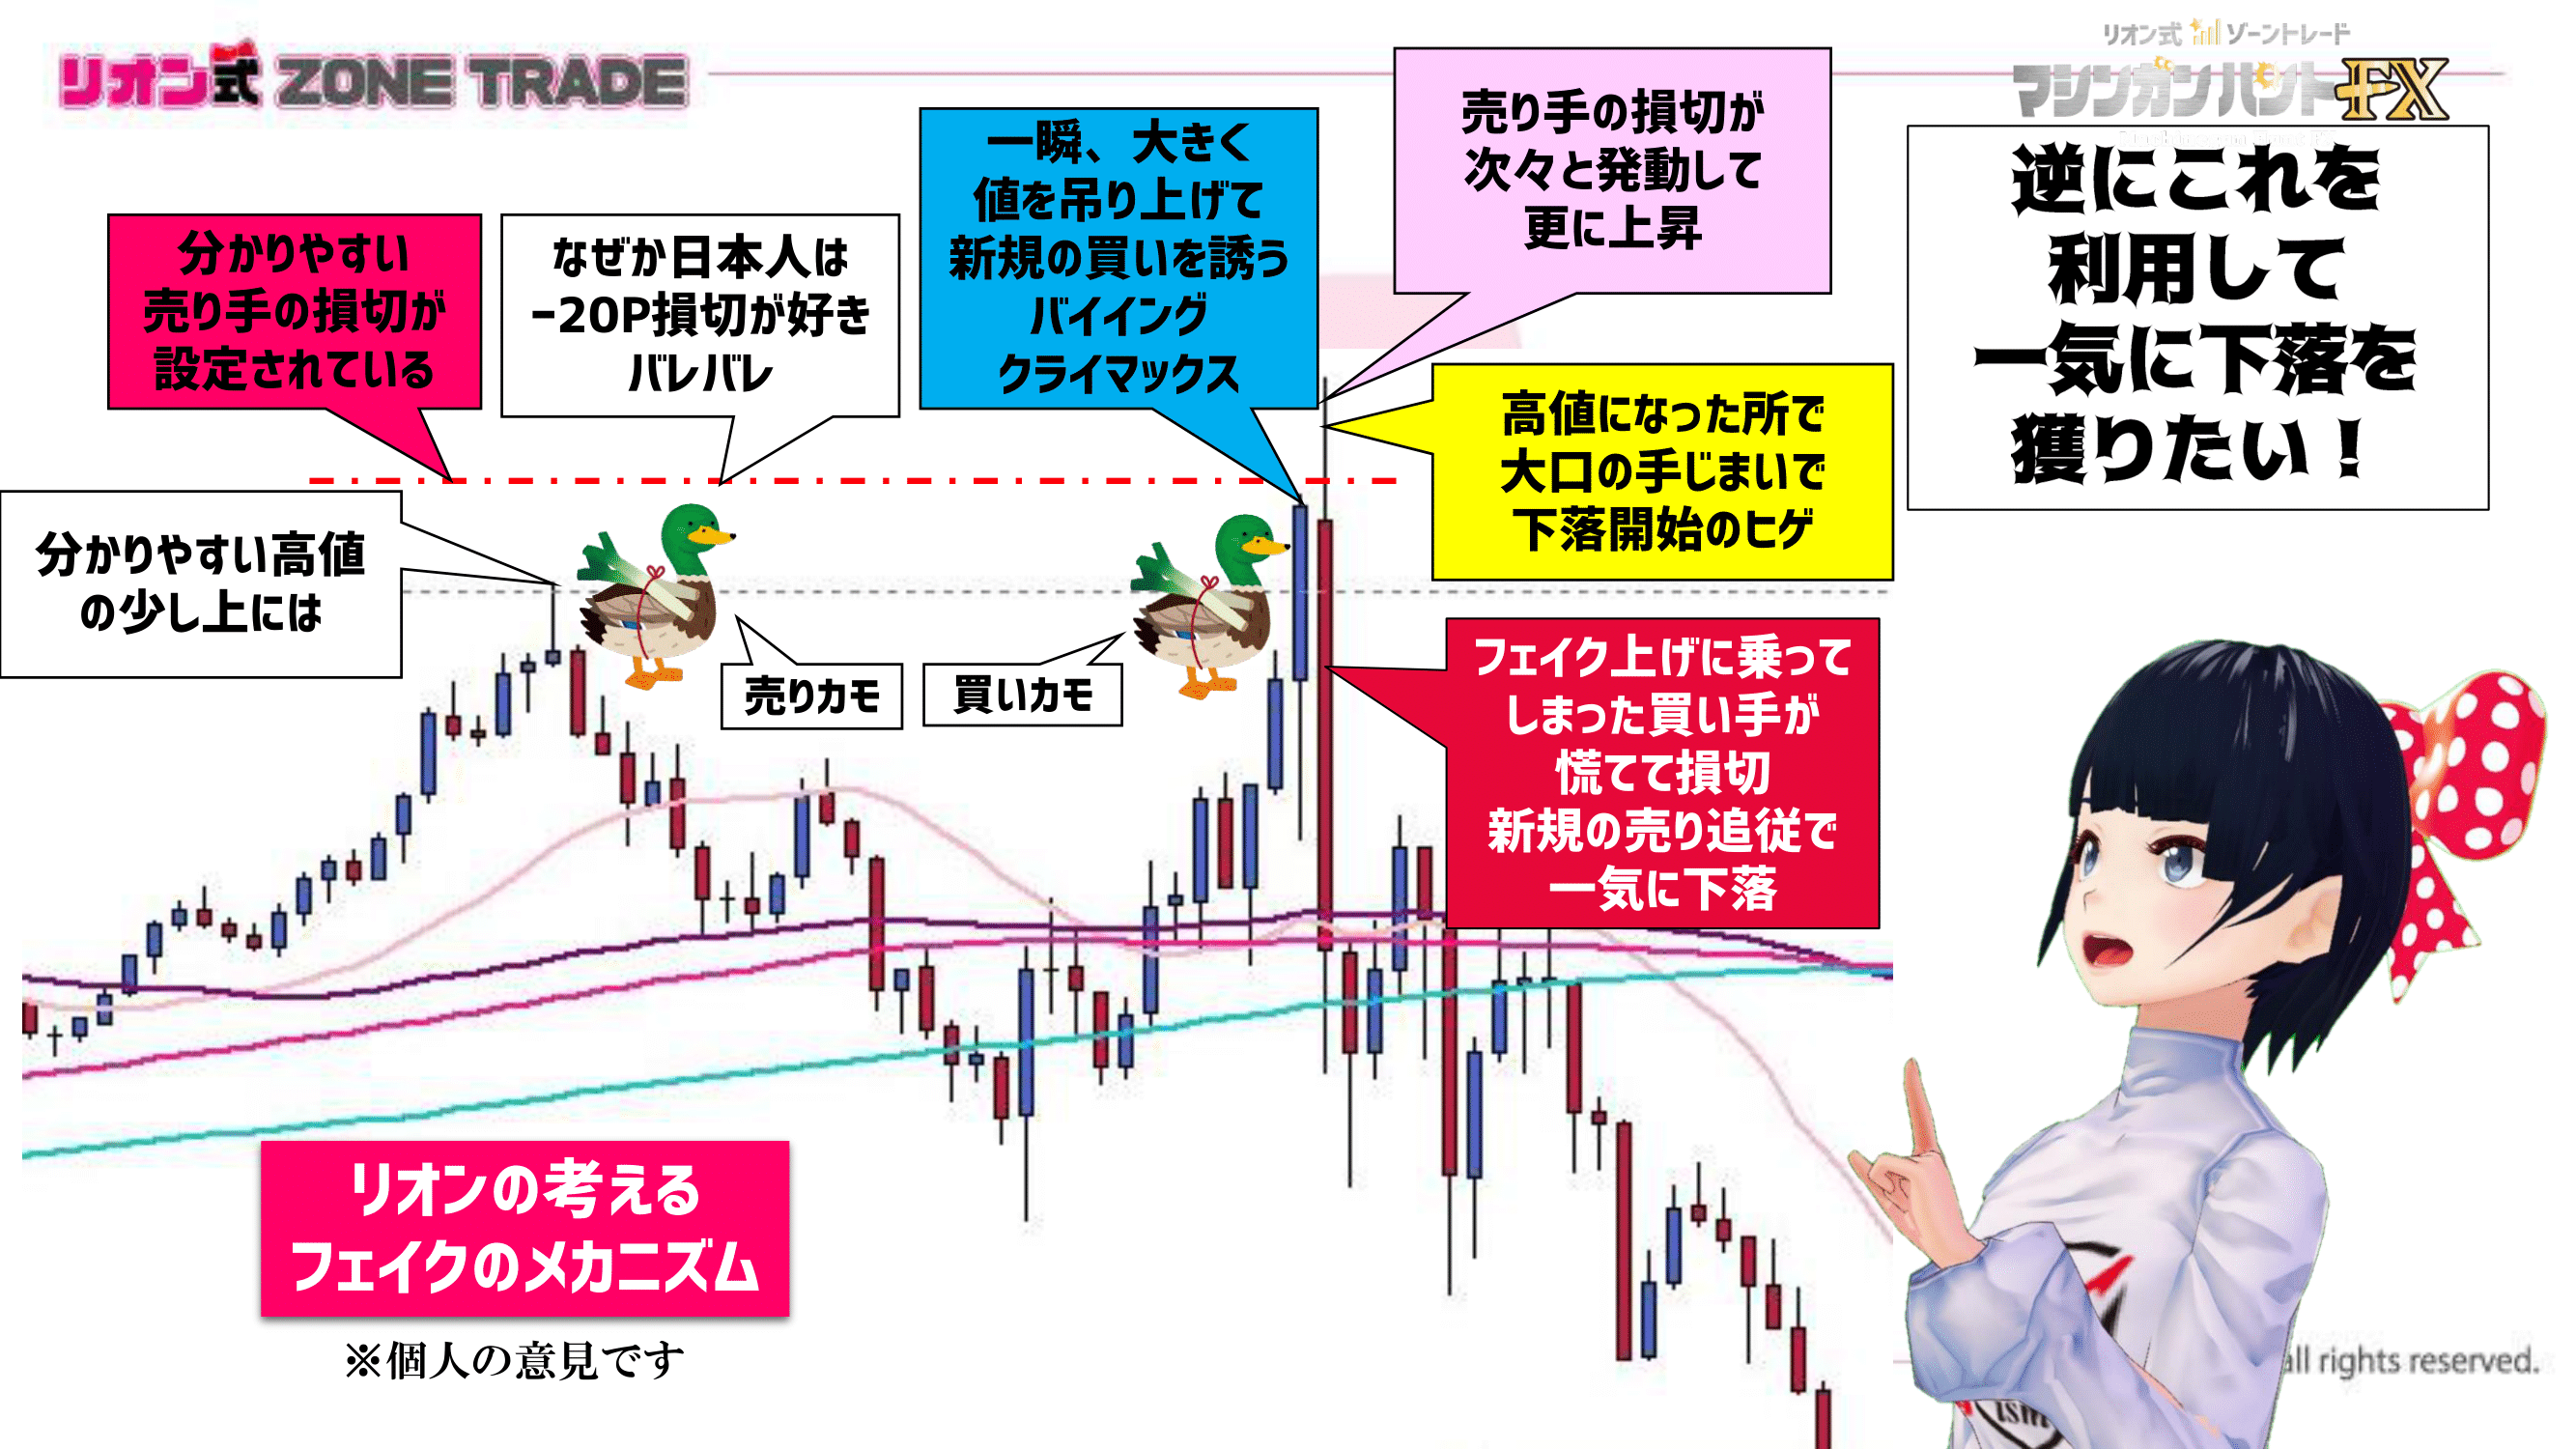 リオン式 ZONE TRADE
リオン式 ゾーントレード
マシンガンハントFX
分かりやすい
売り手の損切が
設定されている
なぜか日本人は
-20P損切が好き
バレバレ
一瞬、大きく
値を吊り上げて
新規の買いを誘う
バイイング
クライマックス
売り手の損切が
次々と発動して
更に上昇
逆にこれを
利用して
一気に下落を
獲りたい！
高値になった所で
大口の手じまいで
下落開始のヒゲ
分かりやすい高値
の少し上には
売りカモ
買いカモ
フェイク上げに乗って
しまった買い手が
慌てて損切
新規の売り追従で
一気に下落
リオンの考える
フェイクのメカニズム
※個人の意見です
all rights reserved.